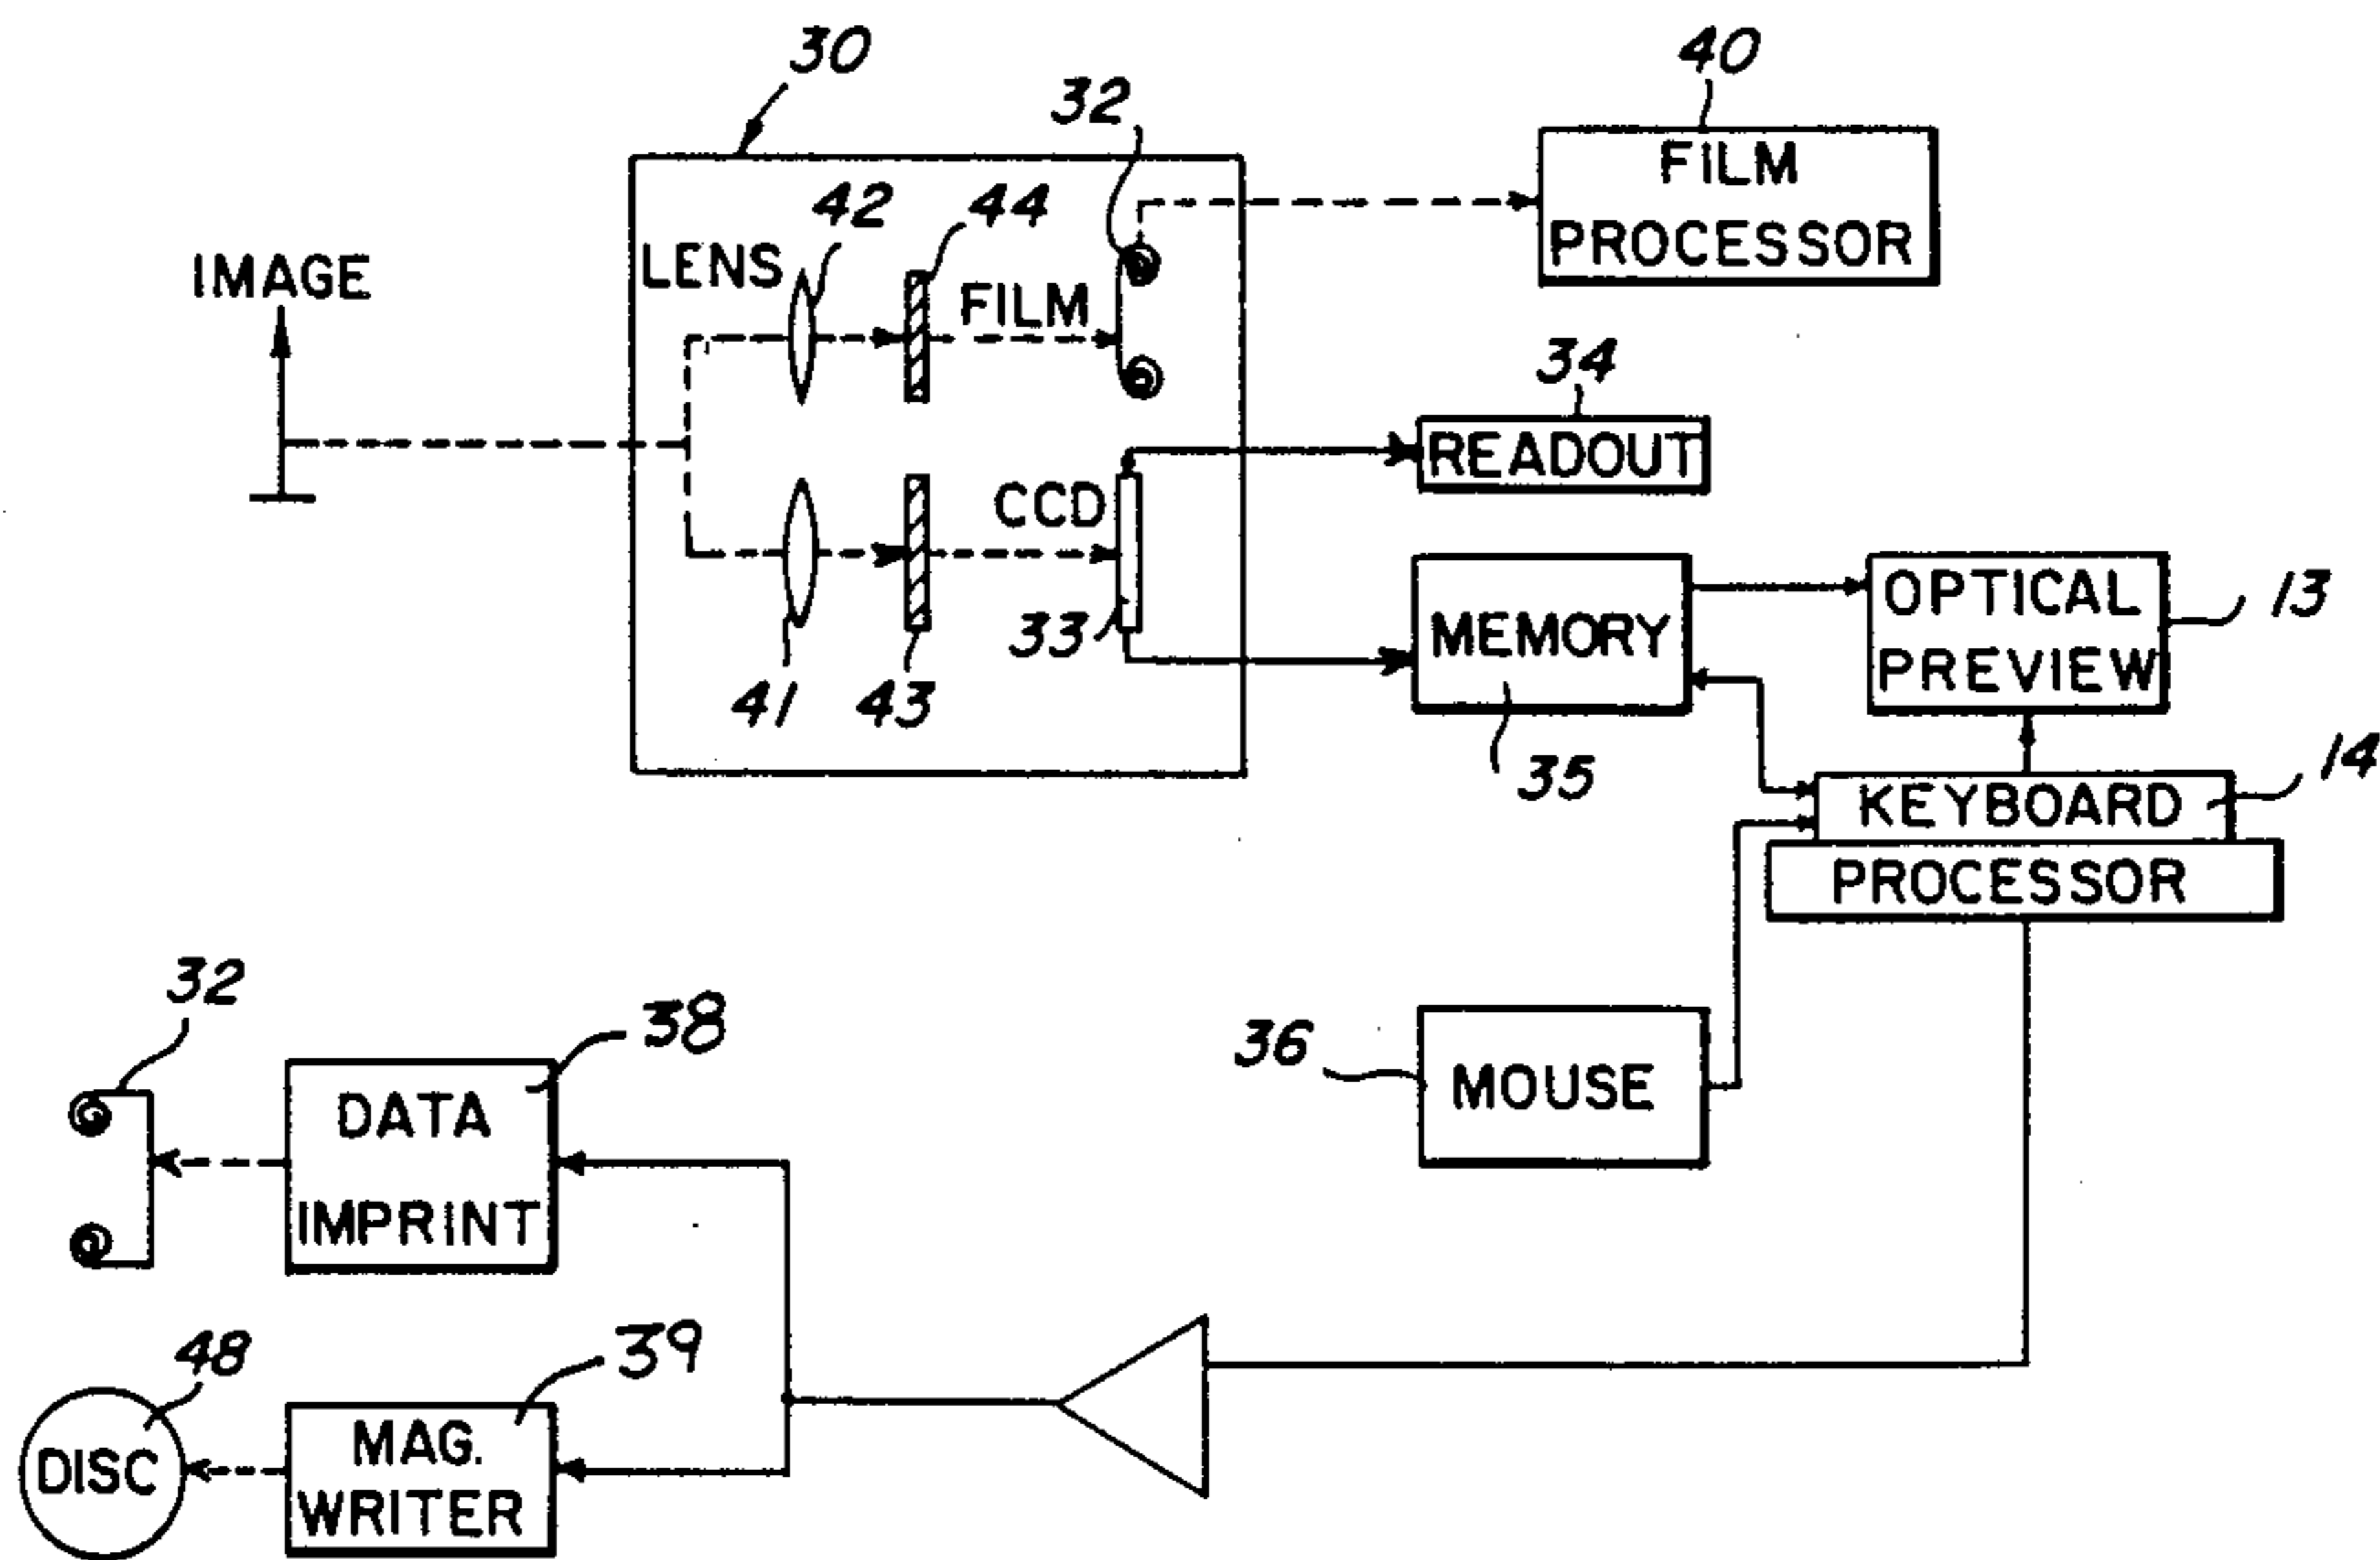 30
40
32
FILM
PROCESSOR
42
44
IMAGE
LENS
FILM
34
READOUT
CCD
MEMORY
OPTICAL
PREVIEW
13
33
41
43
35
14
KEYBOARD
PROCESSOR
32
38
36
MOUSE
DATA
IMPRINT
48
39
DISC
MAG.
WRITER